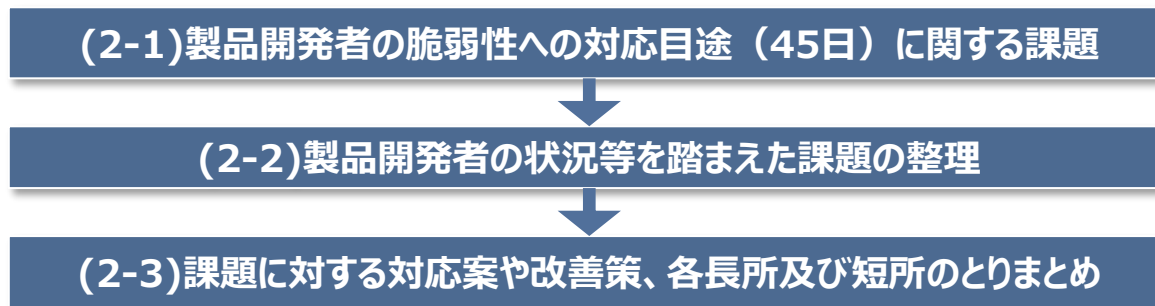 (2-1)製品開発者の脆弱性への対応目途（45日）に関する課題
(2-2)製品開発者の状況等を踏まえた課題の整理
(2-3)課題に対する対応案や改善策、各長所及び短所のとりまとめ